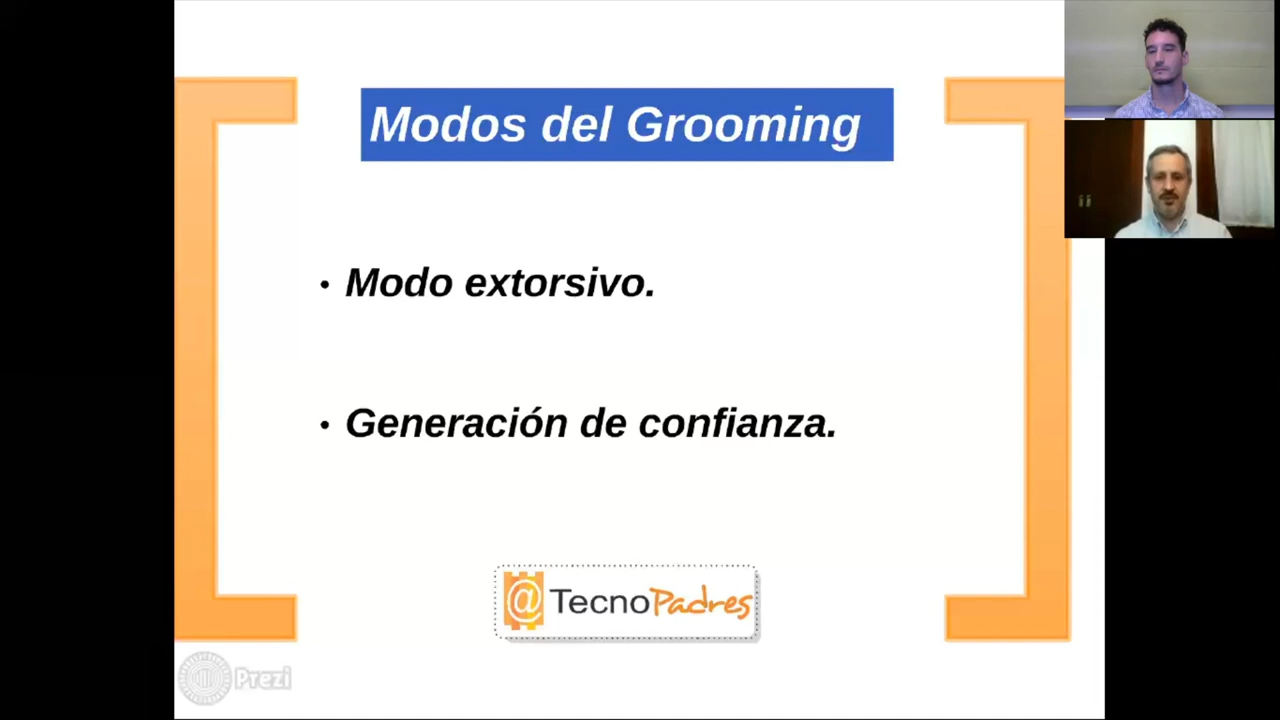 Modos del Grooming
• Modo extorsivo.
• Generación de confianza.
@TecnoPadres
Prezi